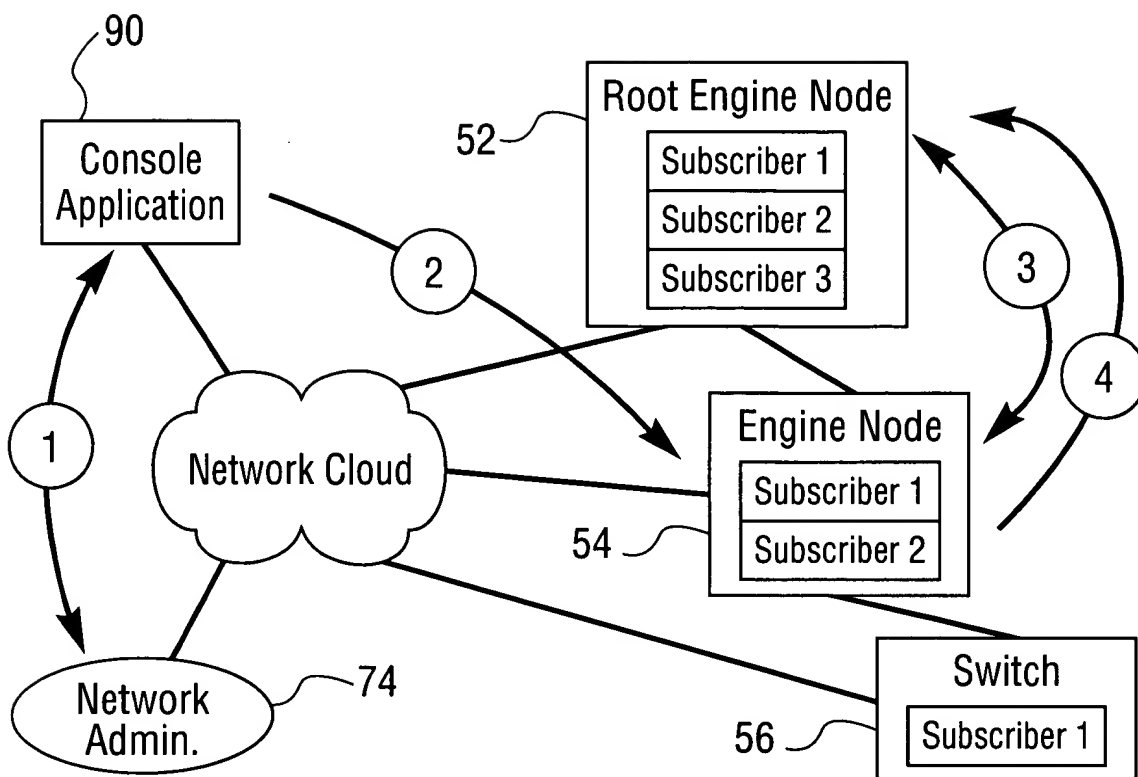 90
Console
Application
52
Root Engine Node
Subscriber 1
Subscriber 2
Subscriber 3
2
3
4
1
Network Cloud
Engine Node
Subscriber 1
Subscriber 2
54
Network
Admin.
74
Switch
Subscriber 1
56